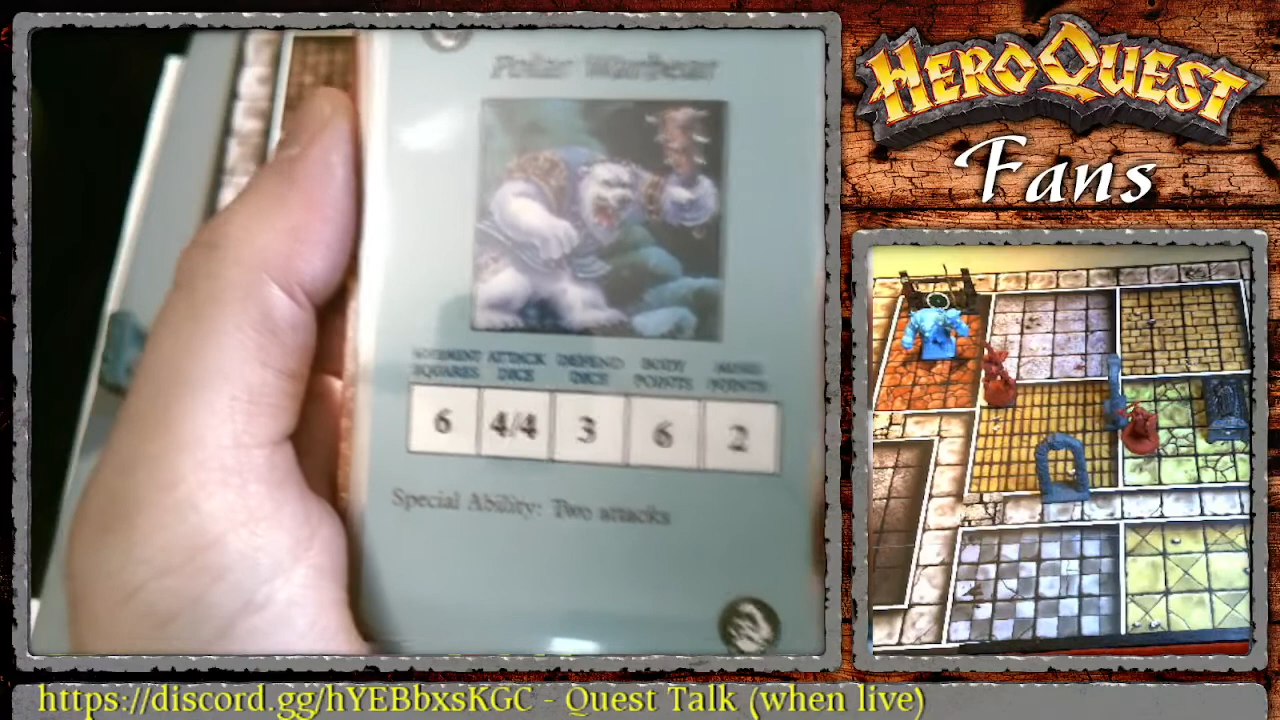 Polar Warbear
MOVEMENT ATTACK DEFEND BODY MIND
SQUARES DICE DICE POINTS POINTS
6 4/4 3 6 2
Special Ability: Two attacks
HEROQUEST
Fans
https://discord.gg/hYEBbxsKGC - Quest Talk (when live)